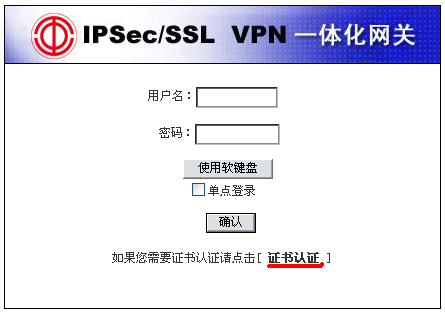 IPSec/SSL VPN 一体化网关
用户名：
密码：
使用软键盘
单点登录
确认
如果您需要证书认证请点击[ 证书认证 ]